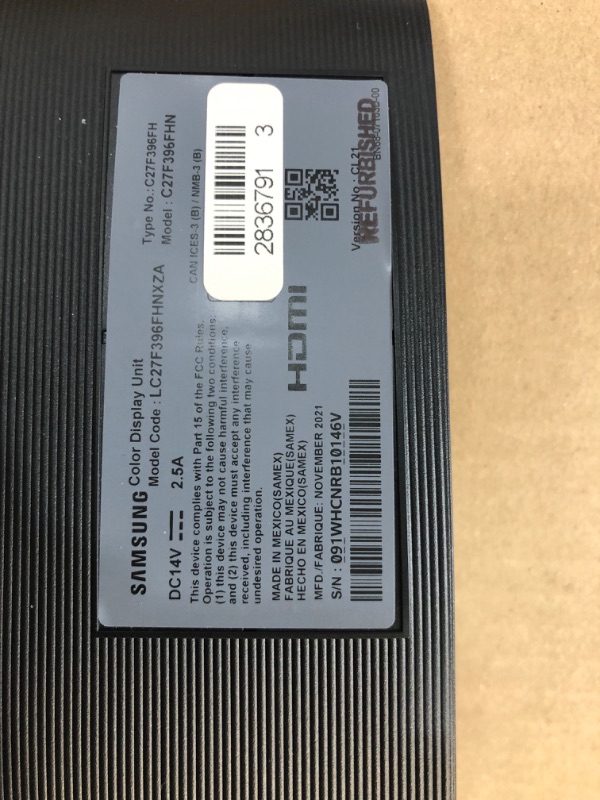 SAMSUNG Color Display Unit
Type No.: C27F396FH
Model Code : LC27F396FHNXZA
Model : C27F396FHN
DC14V 2.5A
CAN ICES-3 (B) / NMB-3 (B)
This device complies with Part 15 of the FCC Rules.
Operation is subject to the following two conditions:
(1) this device may not cause harmful interference,
and (2) this device must accept any interference
received, including interference that may cause
undesired operation.
2836791 3
HDMI
MADE IN MEXICO(SAMEX)
FABRIQUE AU MEXIQUE(SAMEX)
HECHO EN MEXICO(SAMEX)
MFD./FABRIQUE: NOVEMBER 2021
S/N : 091WHCNRB10146V
Version No : CL21
REFURBISHED